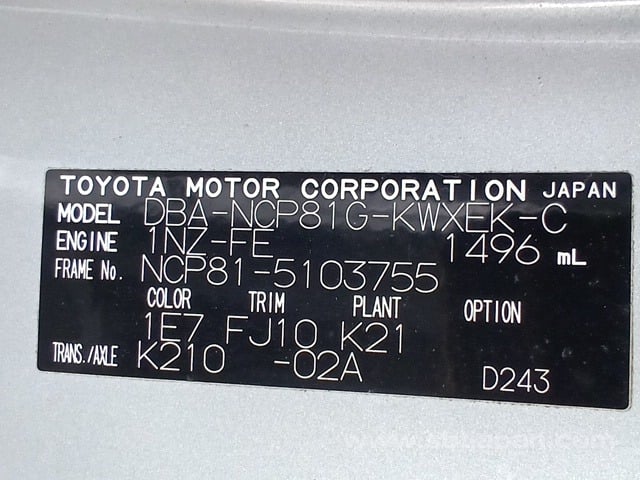 TOYOTA MOTOR CORPORATION JAPAN
MODEL DBA-NCP81G-KWXEK-C
ENGINE 1NZ-FE 1496 mL
FRAME No. NCP81-5103755
COLOR TRIM PLANT OPTION
1E7 FJ10 K21
TRANS./AXLE K210 -02A
D243